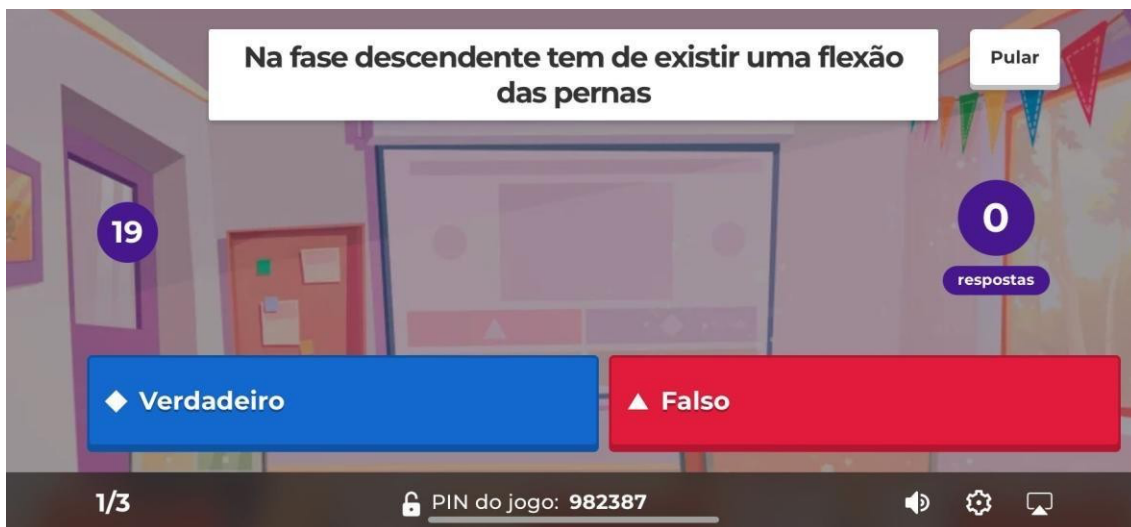 Na fase descendente tem de existir uma flexão
das pernas
Pular
19
0
respostas
Verdadeiro
Falso
1/3
PIN do jogo: 982387